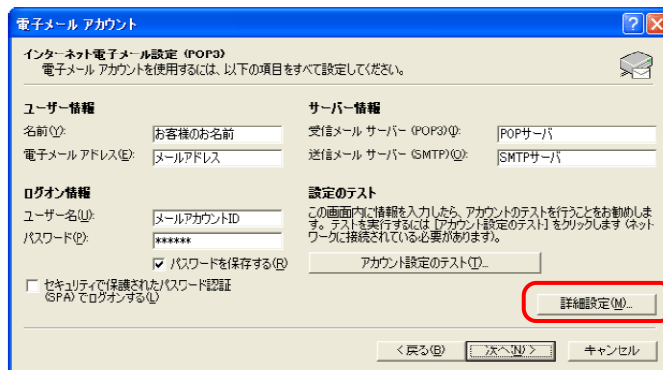 電子メール アカウント
インターネット電子メール設定 (POP3)
電子メール アカウントを使用するには、以下の項目をすべて設定してください。
ユーザー情報
名前(Y):
お客様のお名前
電子メール アドレス(E):
メールアドレス
サーバー情報
受信メール サーバー (POP3)(I):
POPサーバ
送信メール サーバー (SMTP)(O):
SMTPサーバ
ログオン情報
ユーザー名(U):
メールアカウントID
パスワード(P):
******
パスワードを保存する(R)
セキュリティで保護されたパスワード認証
(SPA) でログオンする(L)
設定のテスト
この画面内に情報を入力したら、アカウントのテストを行うことをお勧めしま
す。テストを実行するには [アカウント設定のテスト] をクリックします (ネット
ワークに接続されている必要があります)。
アカウント設定のテスト(T)...
詳細設定(M)...
< 戻る(B)
次へ(N) >
キャンセル